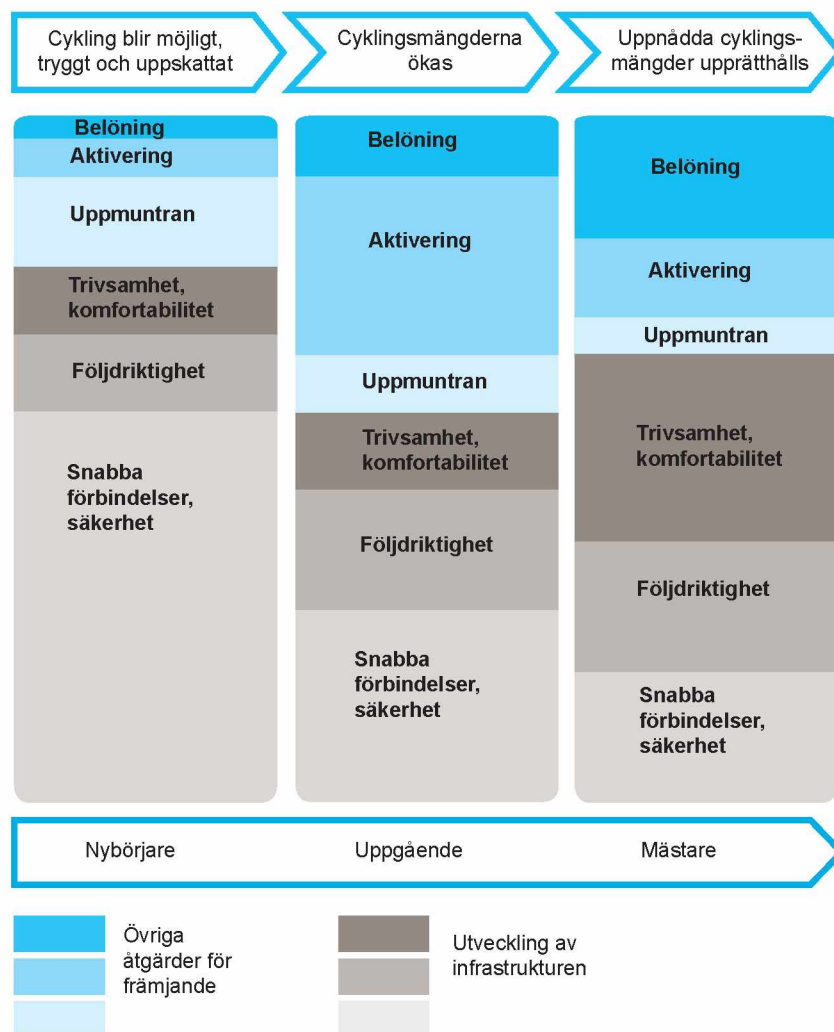 Cykling blir möjligt,
tryggt och uppskattat
Cyklingsmängderna
ökas
Uppnådda cyklings-
mängder upprätthålls
Belöning
Aktivering
Uppmuntran
Trivsamhet,
komfortabilitet
Följdriktighet
Snabba
förbindelser,
säkerhet
Belöning
Aktivering
Uppmuntran
Trivsamhet,
komfortabilitet
Följdriktighet
Snabba
förbindelser,
säkerhet
Belöning
Aktivering
Uppmuntran
Trivsamhet,
komfortabilitet
Följdriktighet
Snabba
förbindelser,
säkerhet
Nybörjare
Uppgående
Mästare
Övriga
åtgärder för
främjande
Utveckling av
infrastrukturen